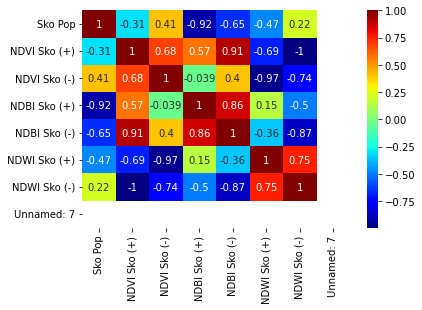 Sko Pop 1 -0.31 0.41 -0.92 -0.65 -0.47 0.22
NDVI Sko (+) -0.31 1 0.68 0.57 0.91 -0.69 -1
NDVI Sko (-) 0.41 0.68 1 -0.039 0.4 -0.97 -0.74
NDBI Sko (+) -0.92 0.57 -0.039 1 0.86 0.15 -0.5
NDBI Sko (-) -0.65 0.91 0.4 0.86 1 -0.36 -0.87
NDWI Sko (+) -0.47 -0.69 -0.97 0.15 -0.36 1 0.75
NDWI Sko (-) 0.22 -1 -0.74 -0.5 -0.87 0.75 1
Unnamed: 7
Sko Pop
NDVI Sko (+)
NDVI Sko (-)
NDBI Sko (+)
NDBI Sko (-)
NDWI Sko (+)
NDWI Sko (-)
Unnamed: 7
1.00
0.75
0.50
0.25
0.00
−0.25
−0.50
−0.75